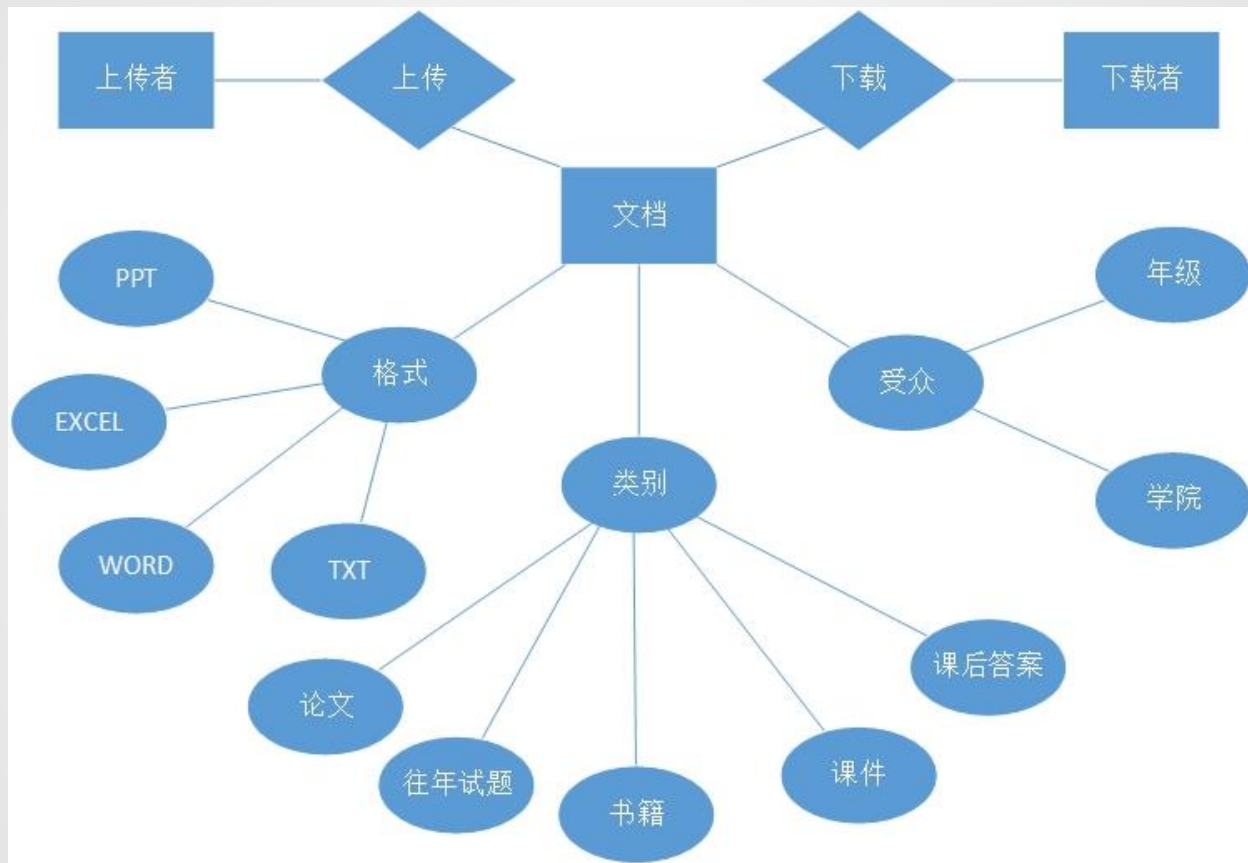 上传者
上传
下载
下载者
文档
PPT
年级
格式
受众
EXCEL
类别
学院
WORD
TXT
课后答案
论文
往年试题
课件
书籍